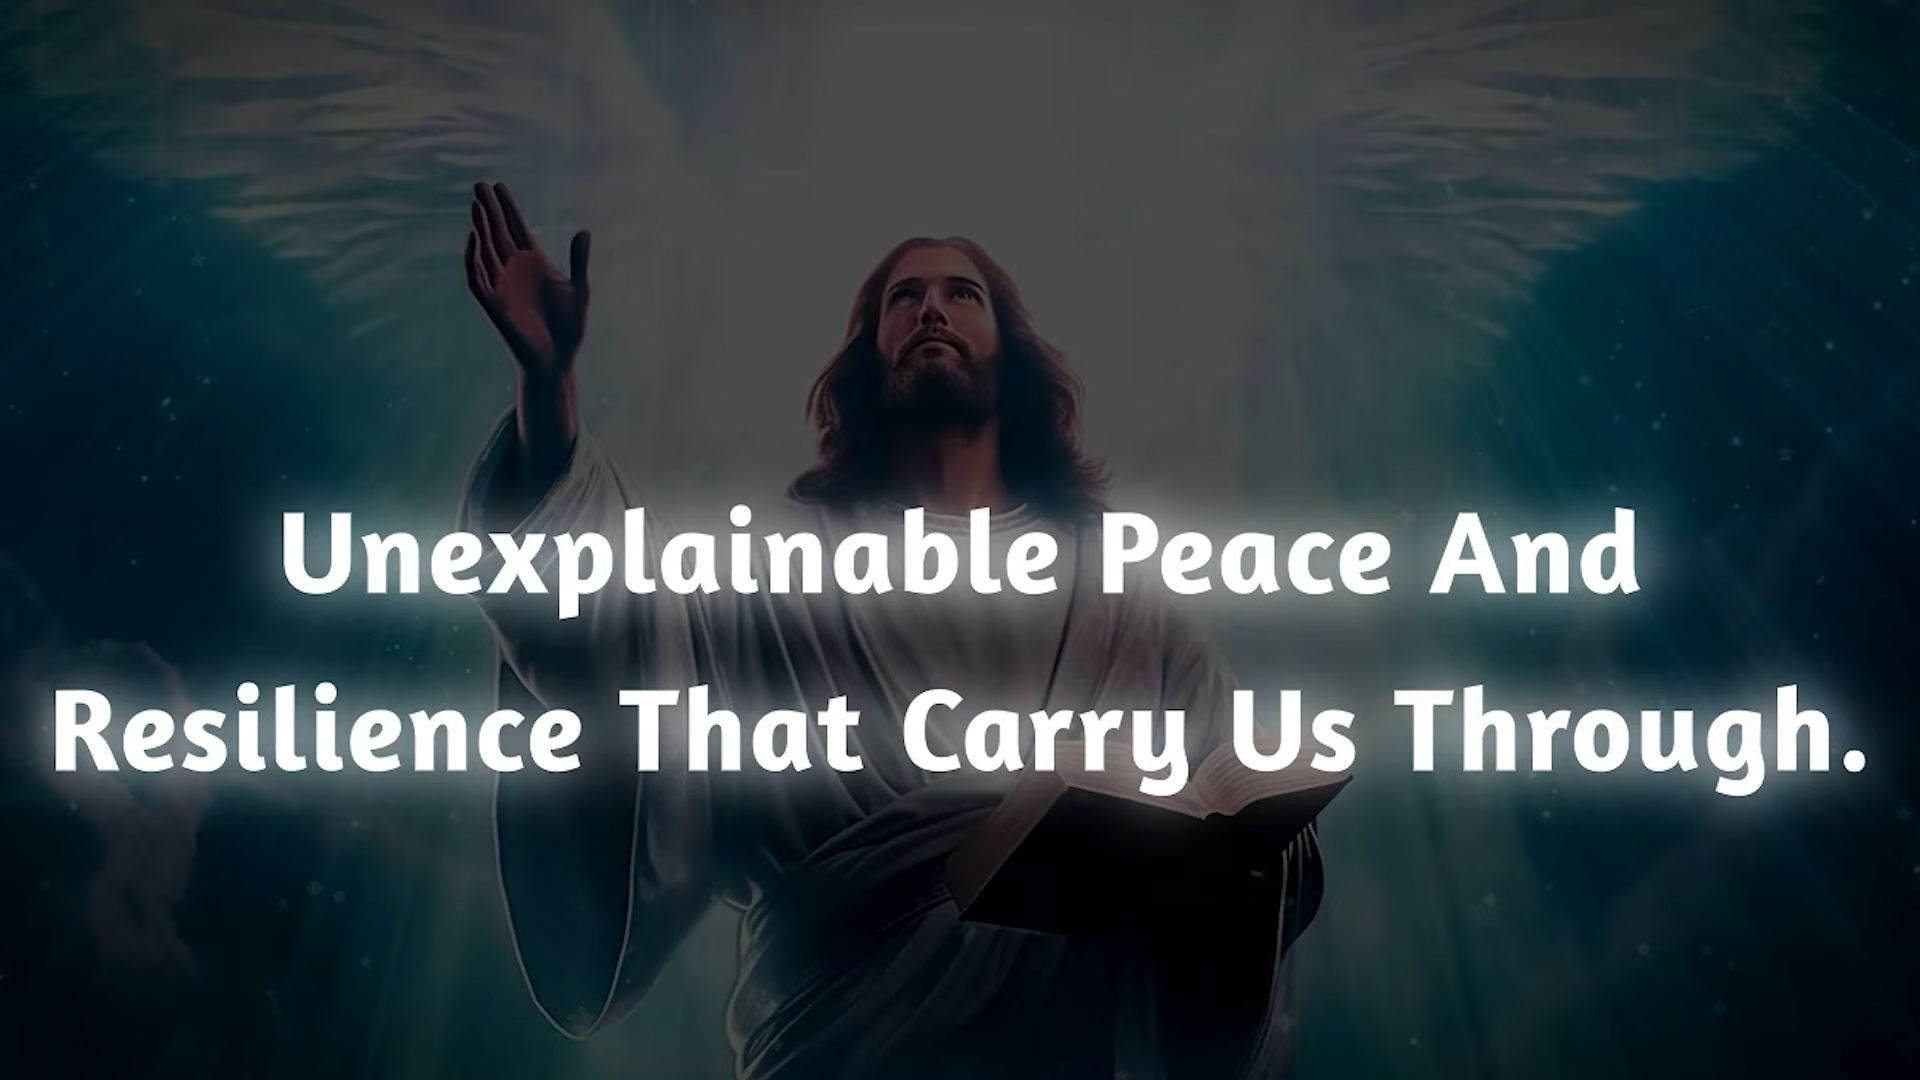 Unexplainable Peace And
Resilience That Carry Us Through.